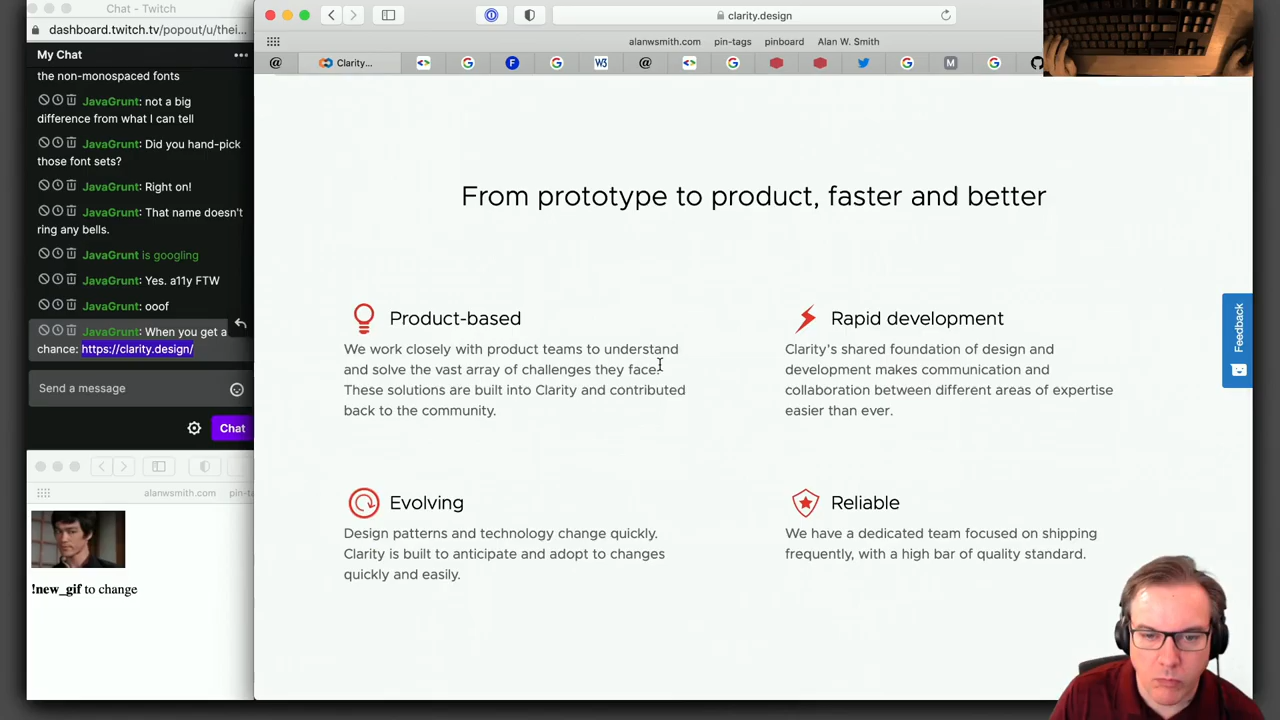 Chat - Twitch
dashboard.twitch.tv/popout/u/thei...
My Chat
the non-monospaced fonts
JavaGrunt: not a big
difference from what I can tell
JavaGrunt: Did you hand-pick
those font sets?
JavaGrunt: Right on!
JavaGrunt: That name doesn't
ring any bells.
JavaGrunt is googling
JavaGrunt: Yes. a11y FTW
JavaGrunt: ooof
JavaGrunt: When you get a
chance: https://clarity.design/
Send a message
Chat
alanwsmith.com pin-ta
!new_gif to change
clarity.design
alanwsmith.com pin-tags pinboard Alan W. Smith
Clarity...
From prototype to product, faster and better
Product-based
We work closely with product teams to understand
and solve the vast array of challenges they face.
These solutions are built into Clarity and contributed
back to the community.
Rapid development
Clarity's shared foundation of design and
development makes communication and
collaboration between different areas of expertise
easier than ever.
Evolving
Design patterns and technology change quickly.
Clarity is built to anticipate and adopt to changes
quickly and easily.
Reliable
We have a dedicated team focused on shipping
frequently, with a high bar of quality standard.
Feedback